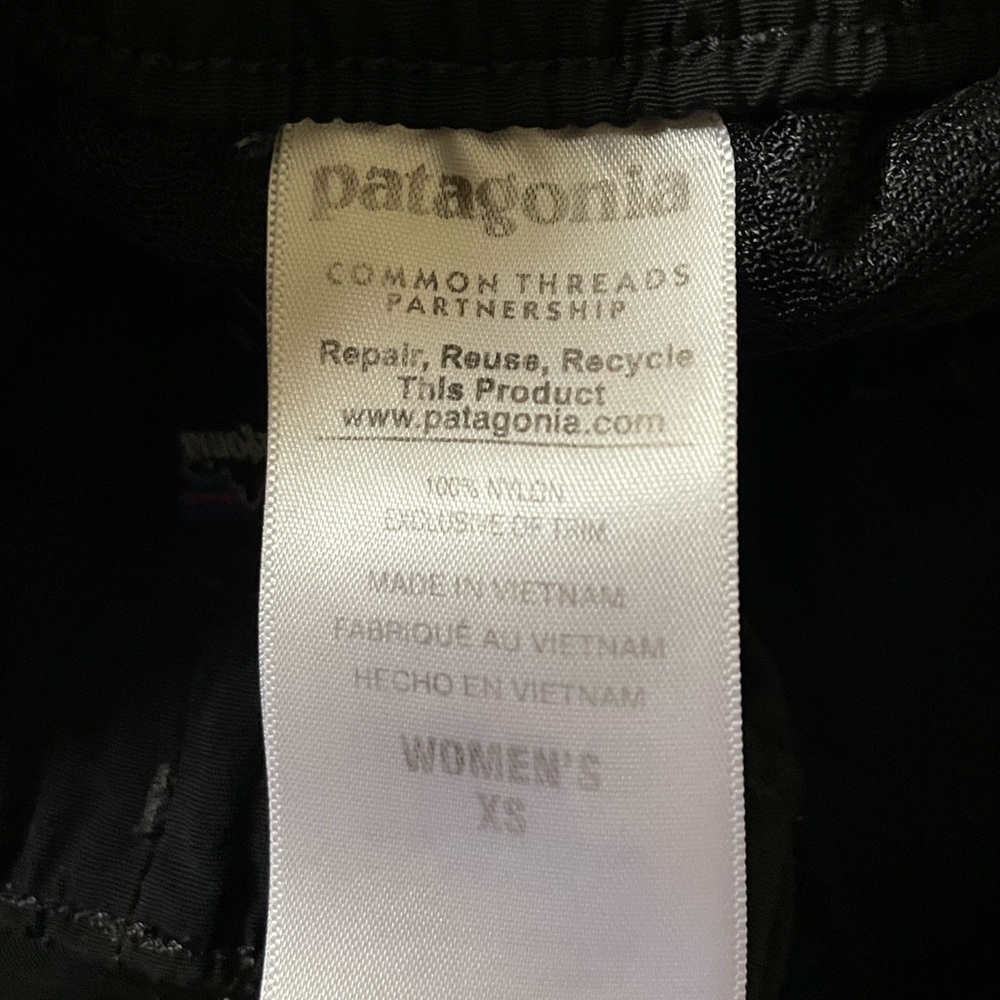 patagonia
COMMON THREADS
PARTNERSHIP
Repair, Reuse, Recycle
This Product
www.patagonia.com
100% NYLON
EXCLUSIVE OF TRIM
MADE IN VIETNAM
FABRIQUÉ AU VIETNAM
HECHO EN VIETNAM
WOMEN'S
XS